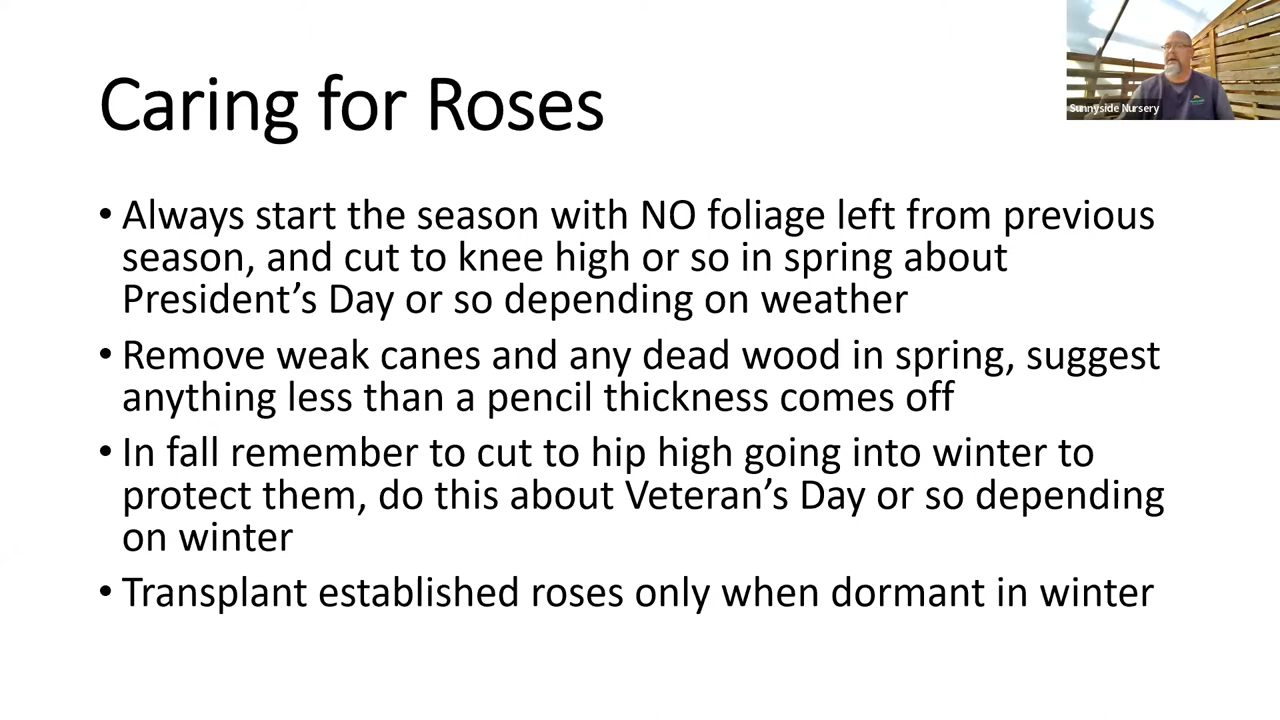 Caring for Roses
Sunnyside Nursery
• Always start the season with NO foliage left from previous
season, and cut to knee high or so in spring about
President’s Day or so depending on weather
• Remove weak canes and any dead wood in spring, suggest
anything less than a pencil thickness comes off
• In fall remember to cut to hip high going into winter to
protect them, do this about Veteran’s Day or so depending
on winter
• Transplant established roses only when dormant in winter